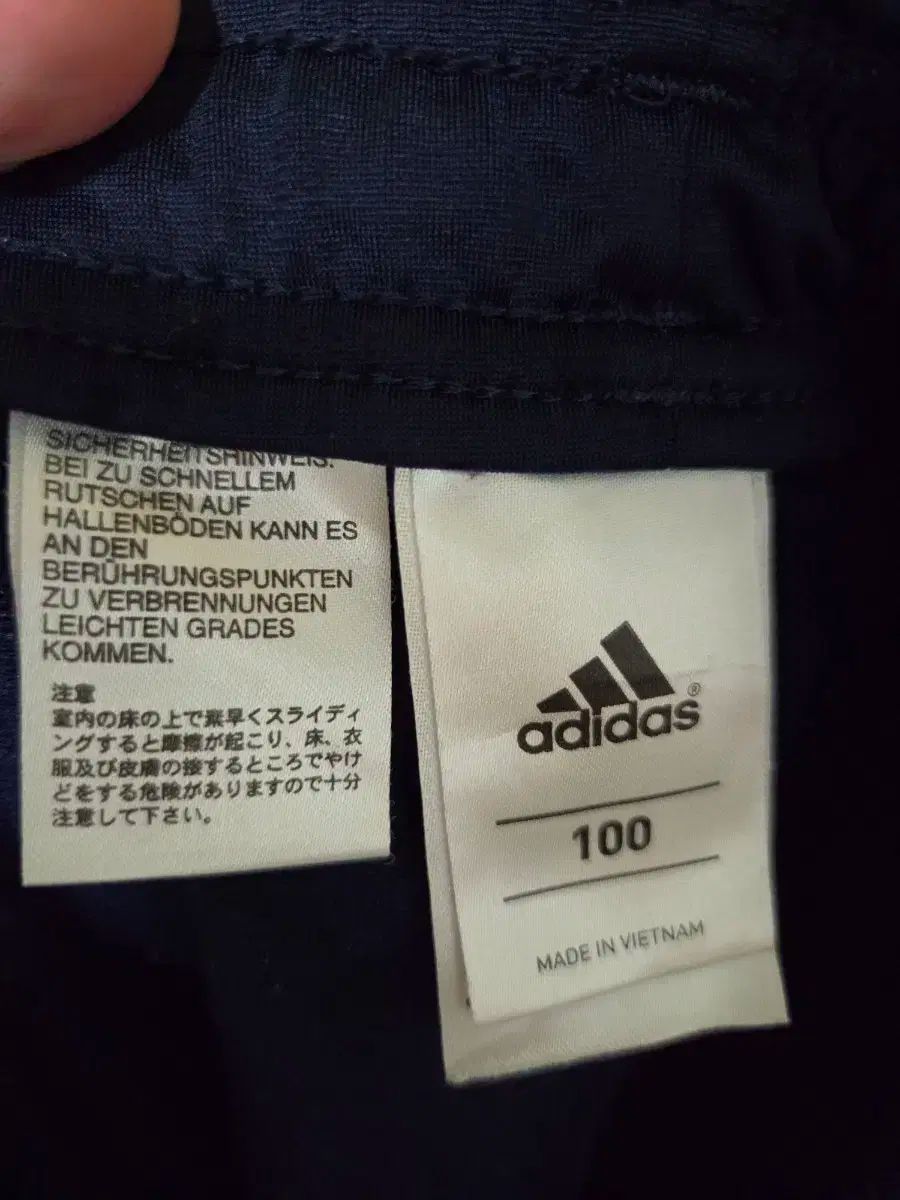 SICHERHEITSHINWEIS:
BEI ZU SCHNELLEM
RUTSCHEN AUF
HALLENBÖDEN KANN ES
AN DEN
BERÜHRUNGSPUNKTEN
ZU VERBRENNUNGEN
LEICHTEN GRADES
KOMMEN.
注意
室内の床の上で素早くスライディ
ングすると摩擦が起こり、床、衣
服及び皮膚の接するところでやけ
どをする危険がありますので十分
注意して下さい。
adidas®
100
MADE IN VIETNAM